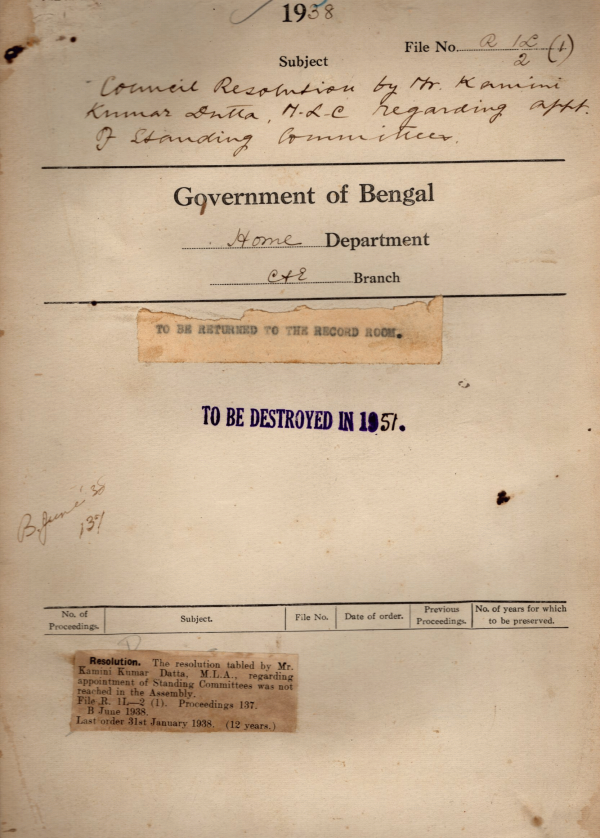 1938
File No. R 1L/2 (1)
Subject
Council Resolution by Mr. Kamini
Kumar Dutta, M.L.C regarding appt.
of Standing Committees.
Government of Bengal
Home Department
C&E Branch
TO BE RETURNED TO THE RECORD ROOM.
TO BE DESTROYED IN 1951.
B. June '38
137
No. of Proceedings. Subject. File No. Date of order. Previous Proceedings. No. of years for which to be preserved.
Resolution. The resolution tabled by Mr.
Kamini Kumar Datta, M.L.A., regarding
appointment of Standing Committees was not
reached in the Assembly.
File R. 1L—2 (1). Proceedings 137.
B June 1938.
Last order 31st January 1938. (12 years.)